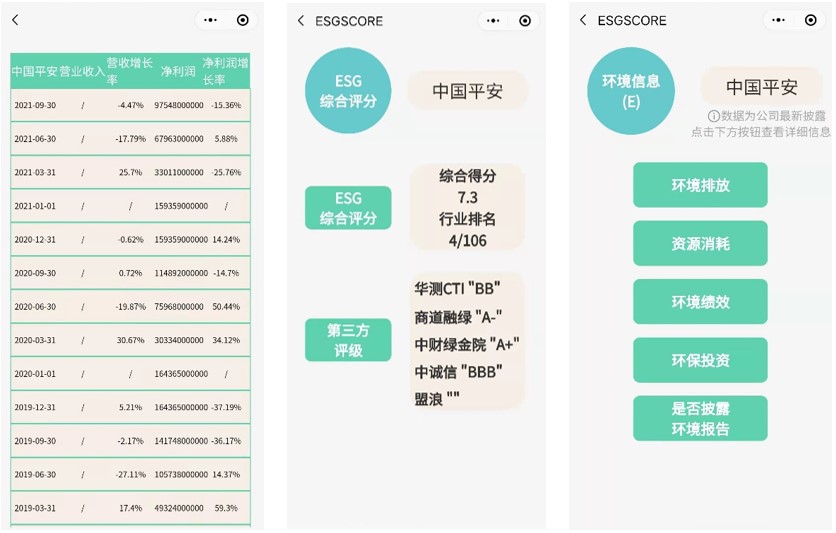 中国平安 营业收入 营收增长率 净利润 净利润增长率
2021-09-30 / -4.47% 97548000000 -15.36%
2021-06-30 / -17.79% 67963000000 5.88%
2021-03-31 / 25.7% 33011000000 -25.76%
2021-01-01 / / 159359000000 /
2020-12-31 / -0.62% 159359000000 14.24%
2020-09-30 / 0.72% 114892000000 -14.7%
2020-06-30 / -19.87% 75968000000 50.44%
2020-03-31 / 30.67% 30334000000 34.12%
2020-01-01 / / 164365000000 /
2019-12-31 / 5.21% 164365000000 -37.19%
2019-09-30 / -2.17% 141748000000 -36.17%
2019-06-30 / -27.11% 105738000000 14.37%
2019-03-31 / 17.4% 49324000000 59.3%
ESGSCORE
ESG
综合评分
中国平安
ESG
综合评分
综合得分
7.3
行业排名
4/106
第三方
评级
华测CTI "BB"
商道融绿 "A-"
中财绿金院 "A+"
中诚信 "BBB"
盟浪 ""
ESGSCORE
环境信息
(E)
中国平安
数据为公司最新披露
点击下方按钮查看详细信息
环境排放
资源消耗
环境绩效
环保投资
是否披露
环境报告